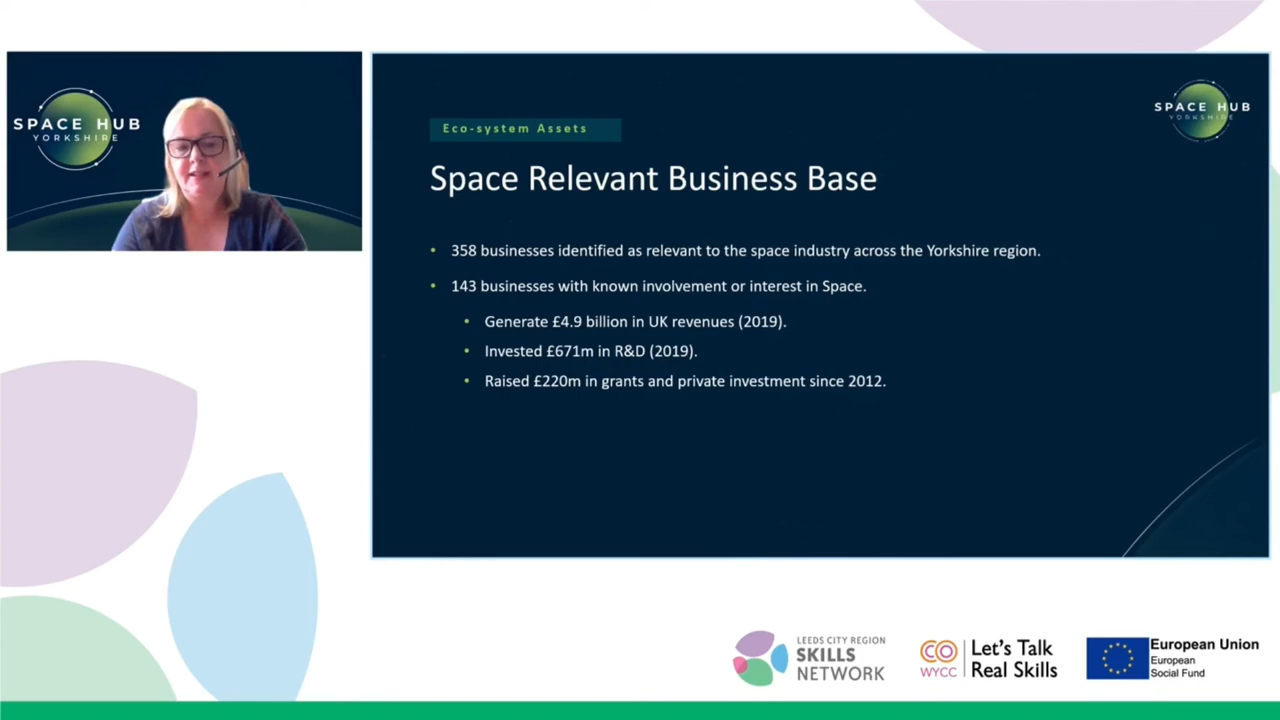 SPACE HUB
YORKSHIRE
SPACE HUB
YORKSHIRE
Eco-system Assets
Space Relevant Business Base
• 358 businesses identified as relevant to the space industry across the Yorkshire region.
• 143 businesses with known involvement or interest in Space.
• Generate £4.9 billion in UK revenues (2019).
• Invested £671m in R&D (2019).
• Raised £220m in grants and private investment since 2012.
LEEDS CITY REGION
SKILLS
NETWORK
CO
WYCC
Let's Talk
Real Skills
European Union
European
Social Fund